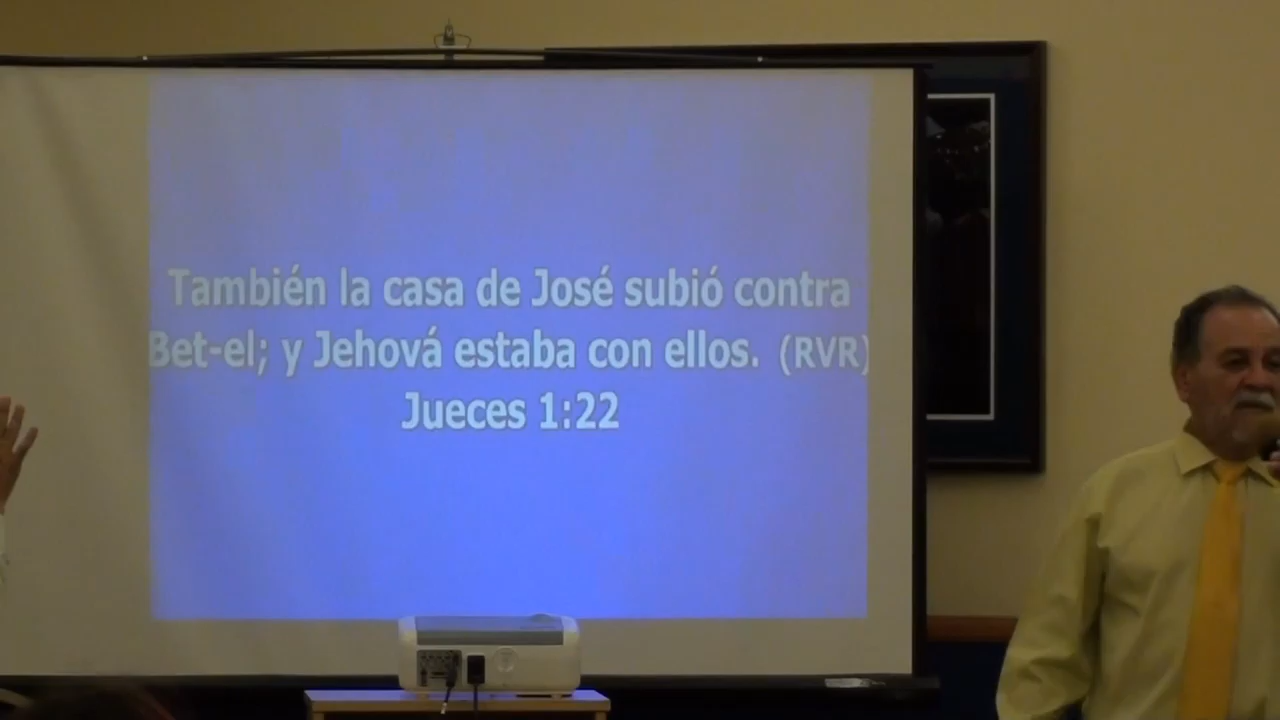 También la casa de José subió contra
Bet-el; y Jehová estaba con ellos. (RVR)
Jueces 1:22